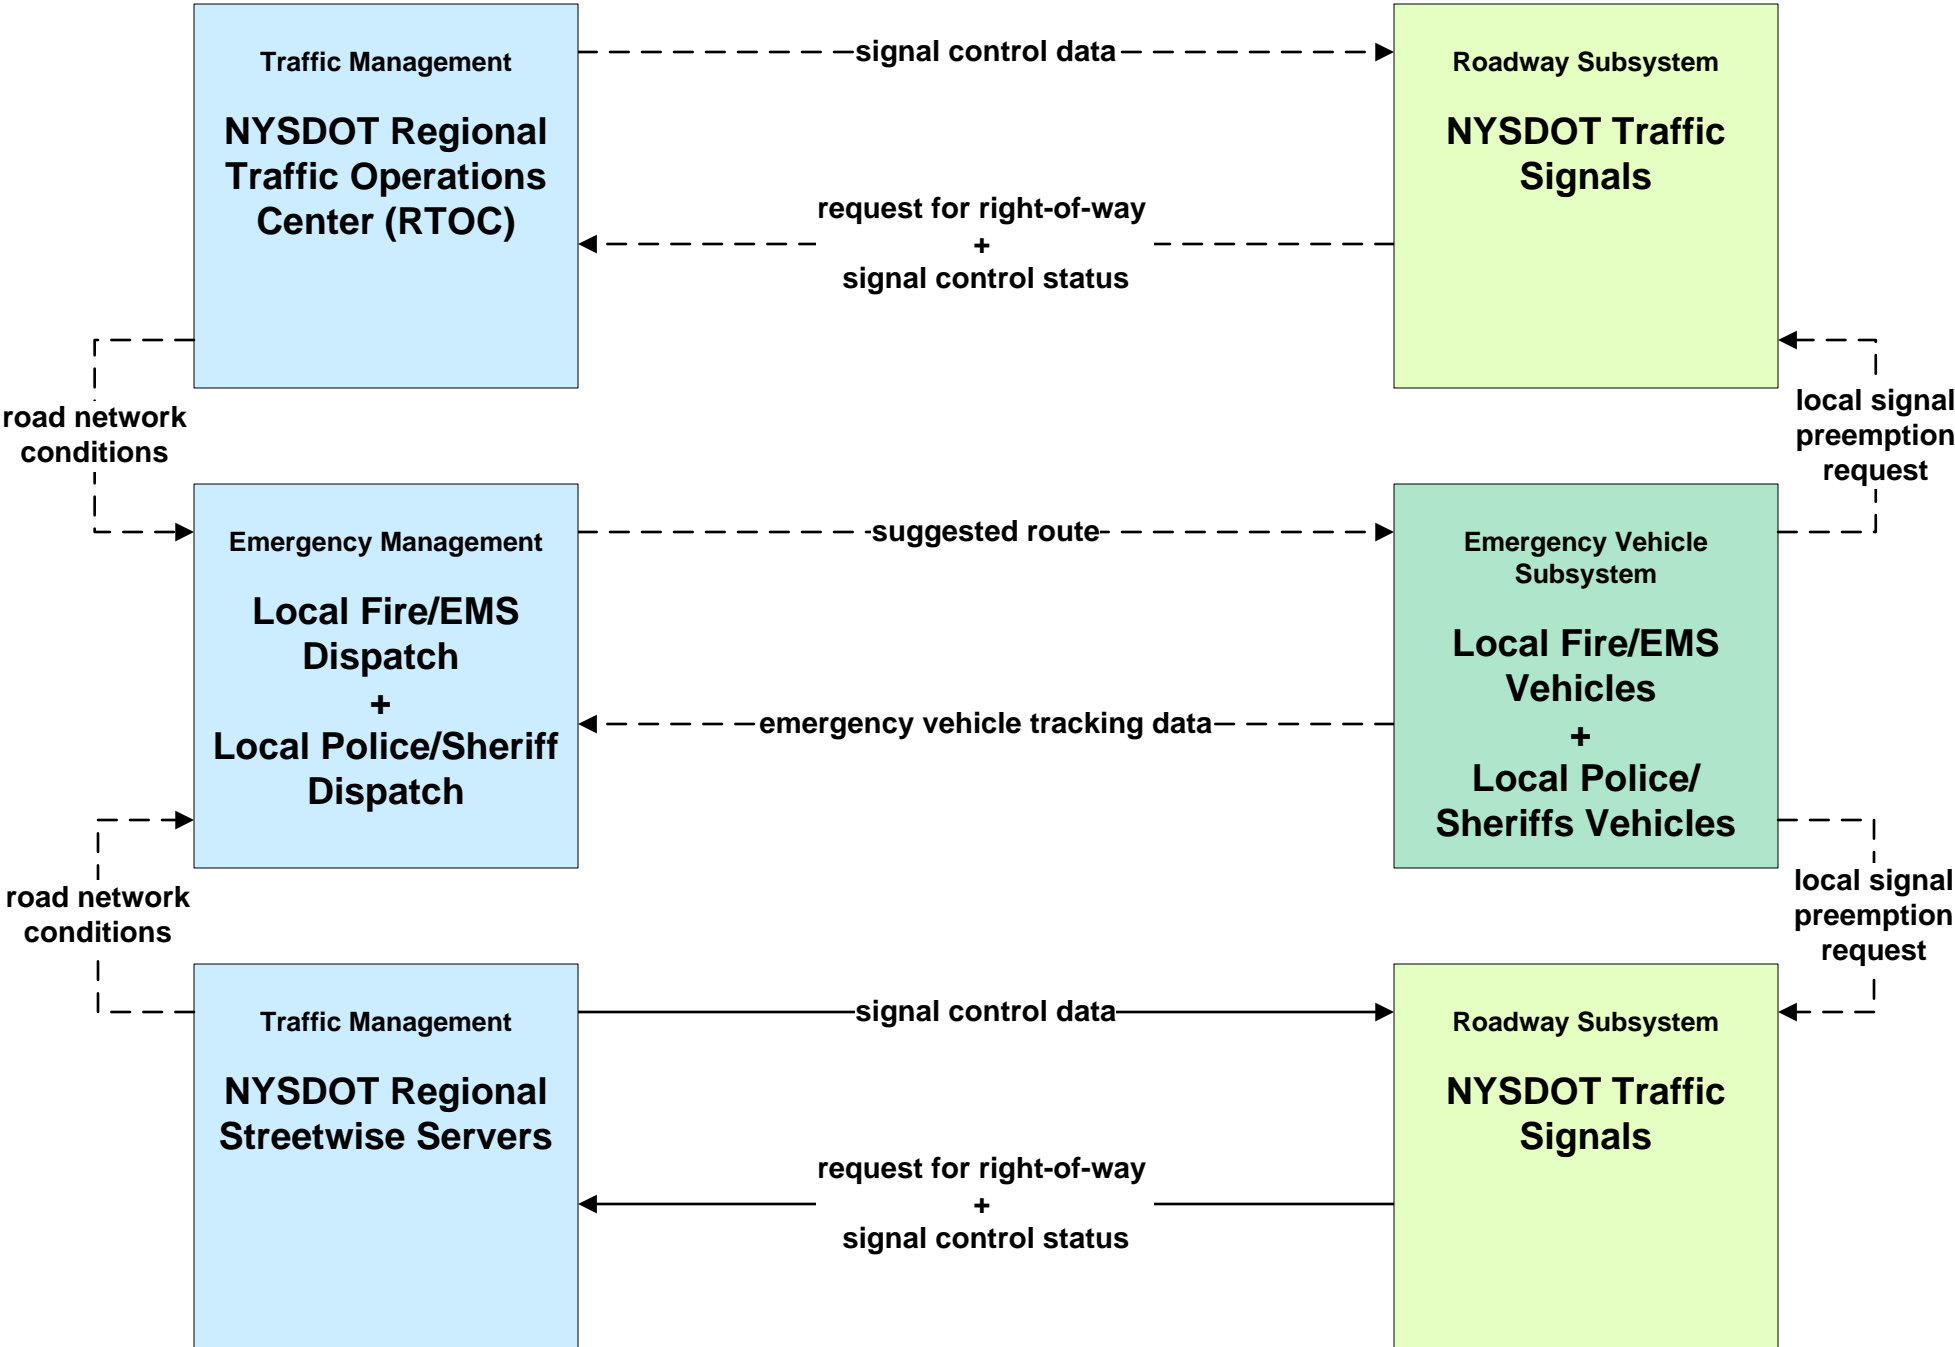 Traffic Management
NYSDOT Regional
Traffic Operations
Center (RTOC)
signal control data
request for right-of-way
+
signal control status
Roadway Subsystem
NYSDOT Traffic
Signals
road network
conditions
local signal
preemption
request
Emergency Management
Local Fire/EMS
Dispatch
+
Local Police/Sheriff
Dispatch
suggested route
emergency vehicle tracking data
Emergency Vehicle
Subsystem
Local Fire/EMS
Vehicles
+
Local Police/
Sheriffs Vehicles
road network
conditions
local signal
preemption
request
Traffic Management
NYSDOT Regional
Streetwise Servers
signal control data
request for right-of-way
+
signal control status
Roadway Subsystem
NYSDOT Traffic
Signals